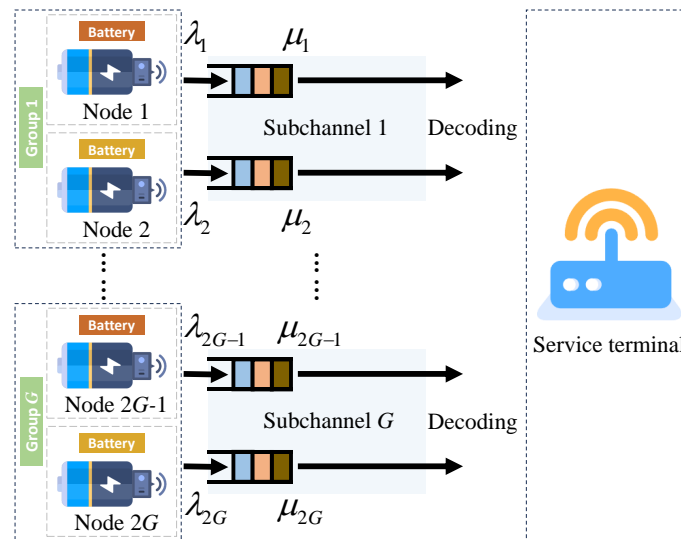 Battery
λ1
μ1
Node 1
Group 1
Subchannel 1
Decoding
Battery
Node 2
λ2
μ2
Battery
λ2G−1
μ2G−1
Node 2G-1
Group G
Subchannel G
Decoding
Battery
Node 2G
λ2G
μ2G
Service terminal